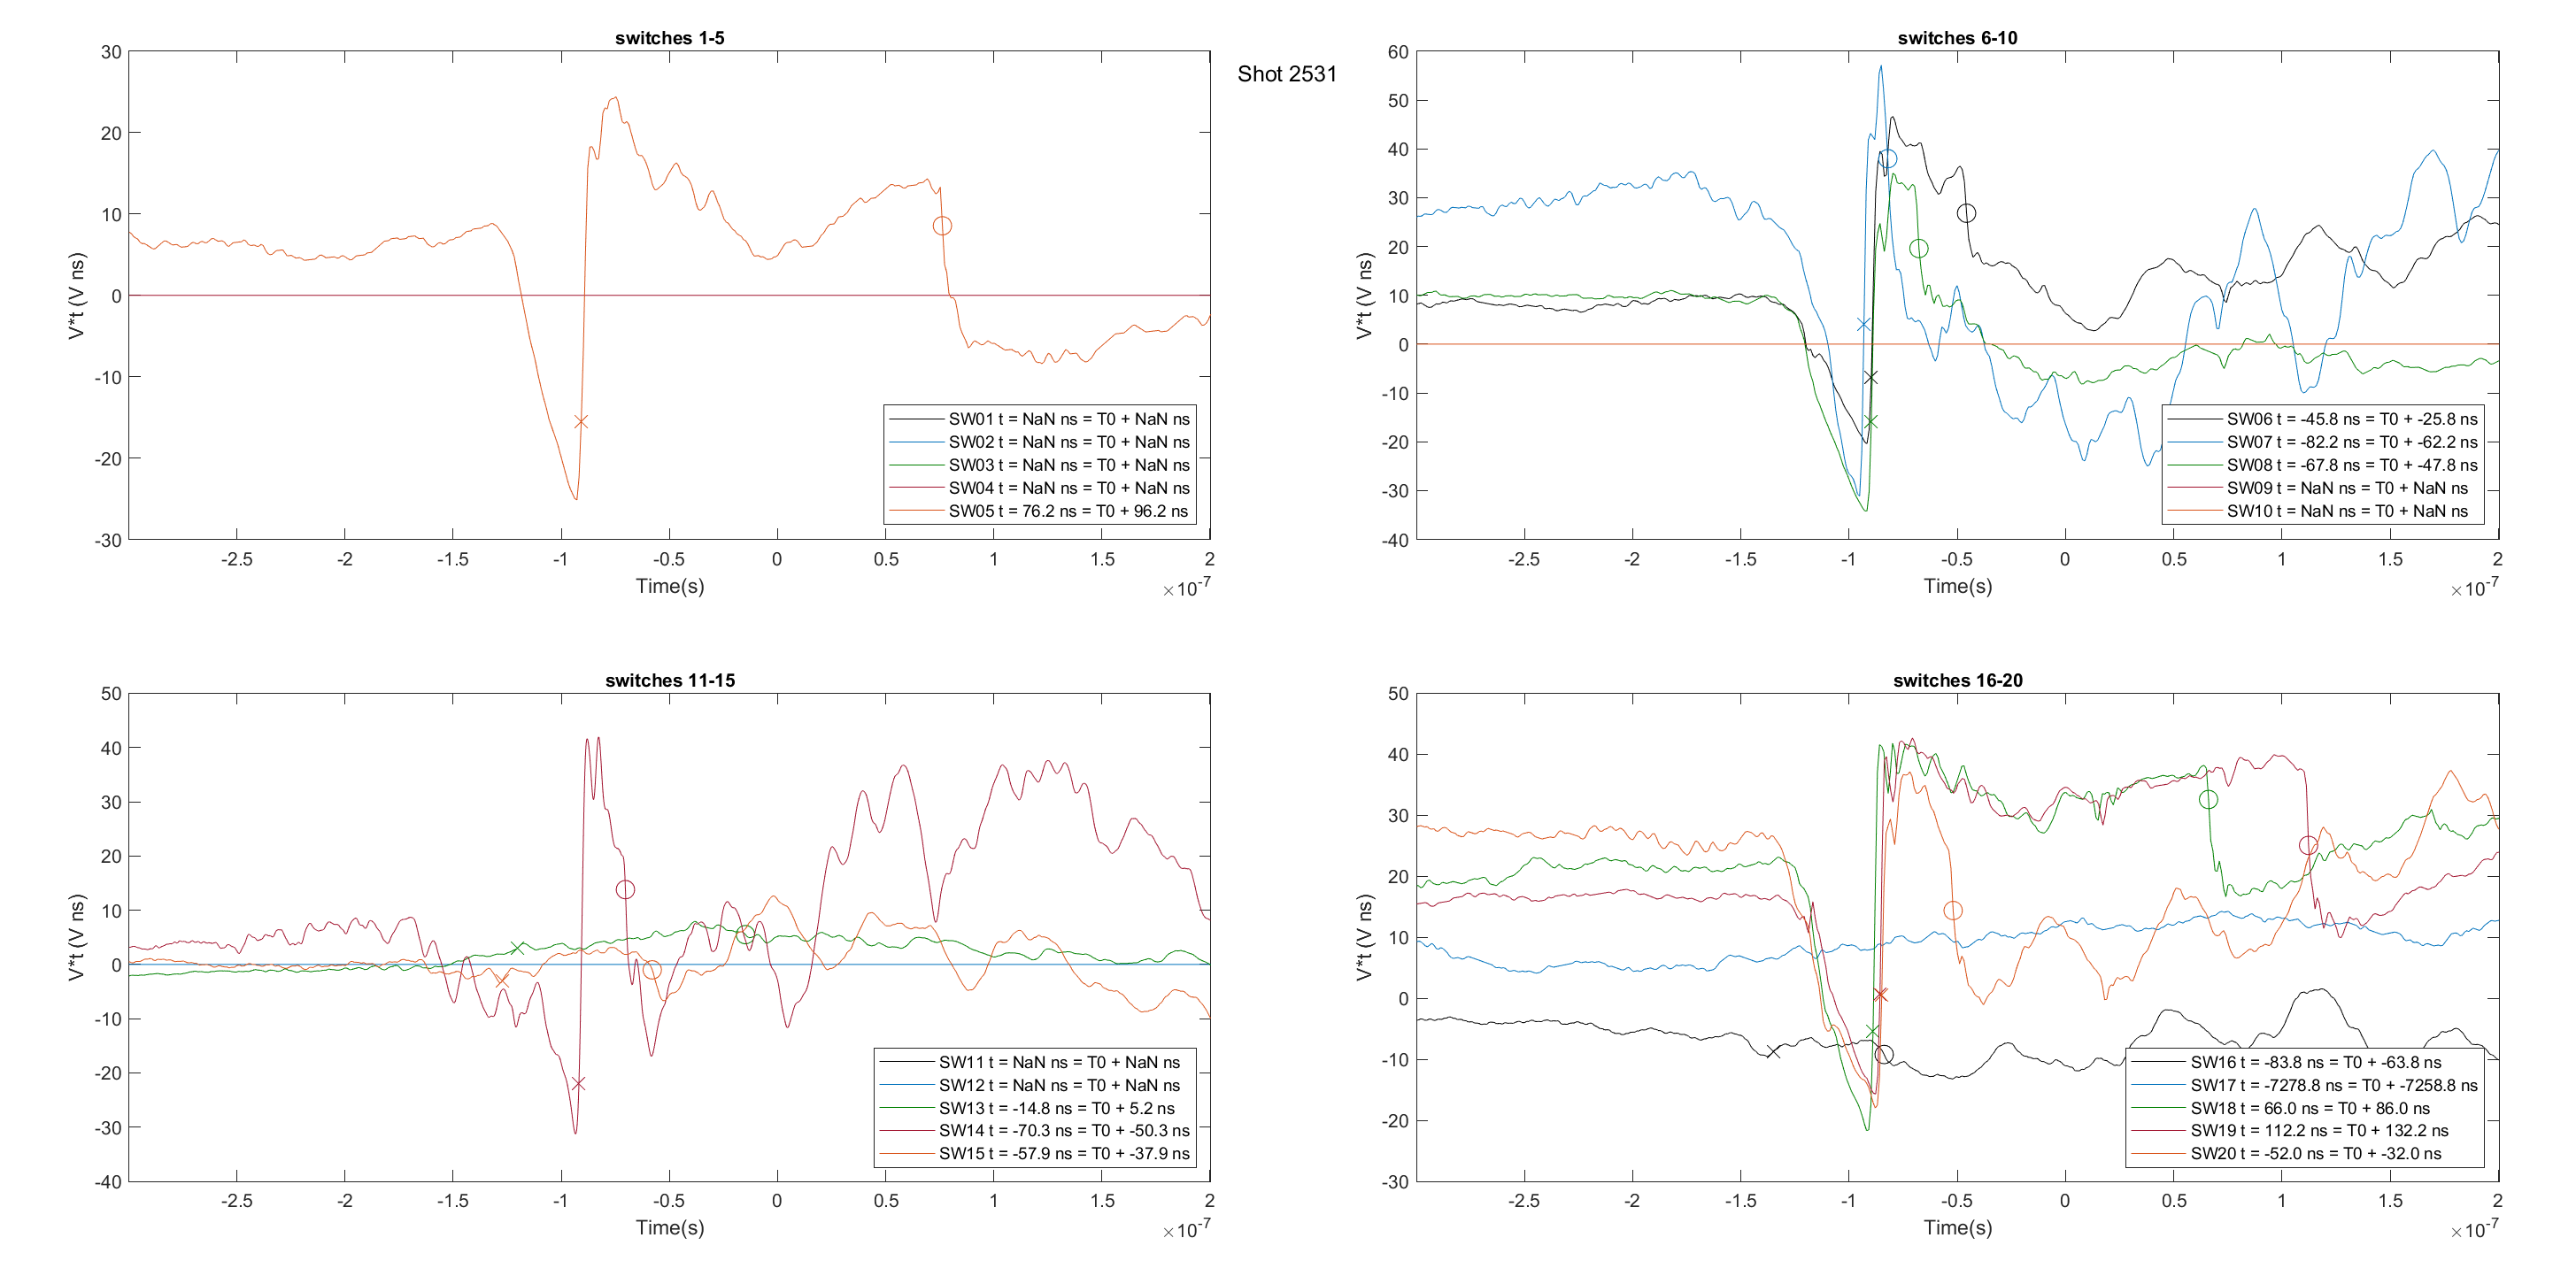 Shot 2531
switches 1-5
30
20
10
0
-10
-20
-30
V*t (V ns)
-2.5 -2 -1.5 -1 -0.5 0 0.5 1 1.5 2
Time(s)
×10-7
SW01 t = NaN ns = T0 + NaN ns
SW02 t = NaN ns = T0 + NaN ns
SW03 t = NaN ns = T0 + NaN ns
SW04 t = NaN ns = T0 + NaN ns
SW05 t = 76.2 ns = T0 + 96.2 ns
switches 6-10
60
50
40
30
20
10
0
-10
-20
-30
-40
V*t (V ns)
-2.5 -2 -1.5 -1 -0.5 0 0.5 1 1.5 2
Time(s)
×10-7
SW06 t = -45.8 ns = T0 + -25.8 ns
SW07 t = -82.2 ns = T0 + -62.2 ns
SW08 t = -67.8 ns = T0 + -47.8 ns
SW09 t = NaN ns = T0 + NaN ns
SW10 t = NaN ns = T0 + NaN ns
switches 11-15
50
40
30
20
10
0
-10
-20
-30
-40
V*t (V ns)
-2.5 -2 -1.5 -1 -0.5 0 0.5 1 1.5 2
Time(s)
×10-7
SW11 t = NaN ns = T0 + NaN ns
SW12 t = NaN ns = T0 + NaN ns
SW13 t = -14.8 ns = T0 + 5.2 ns
SW14 t = -70.3 ns = T0 + -50.3 ns
SW15 t = -57.9 ns = T0 + -37.9 ns
switches 16-20
50
40
30
20
10
0
-10
-20
-30
V*t (V ns)
-2.5 -2 -1.5 -1 -0.5 0 0.5 1 1.5 2
Time(s)
×10-7
SW16 t = -83.8 ns = T0 + -63.8 ns
SW17 t = -7278.8 ns = T0 + -7258.8 ns
SW18 t = 66.0 ns = T0 + 86.0 ns
SW19 t = 112.2 ns = T0 + 132.2 ns
SW20 t = -52.0 ns = T0 + -32.0 ns